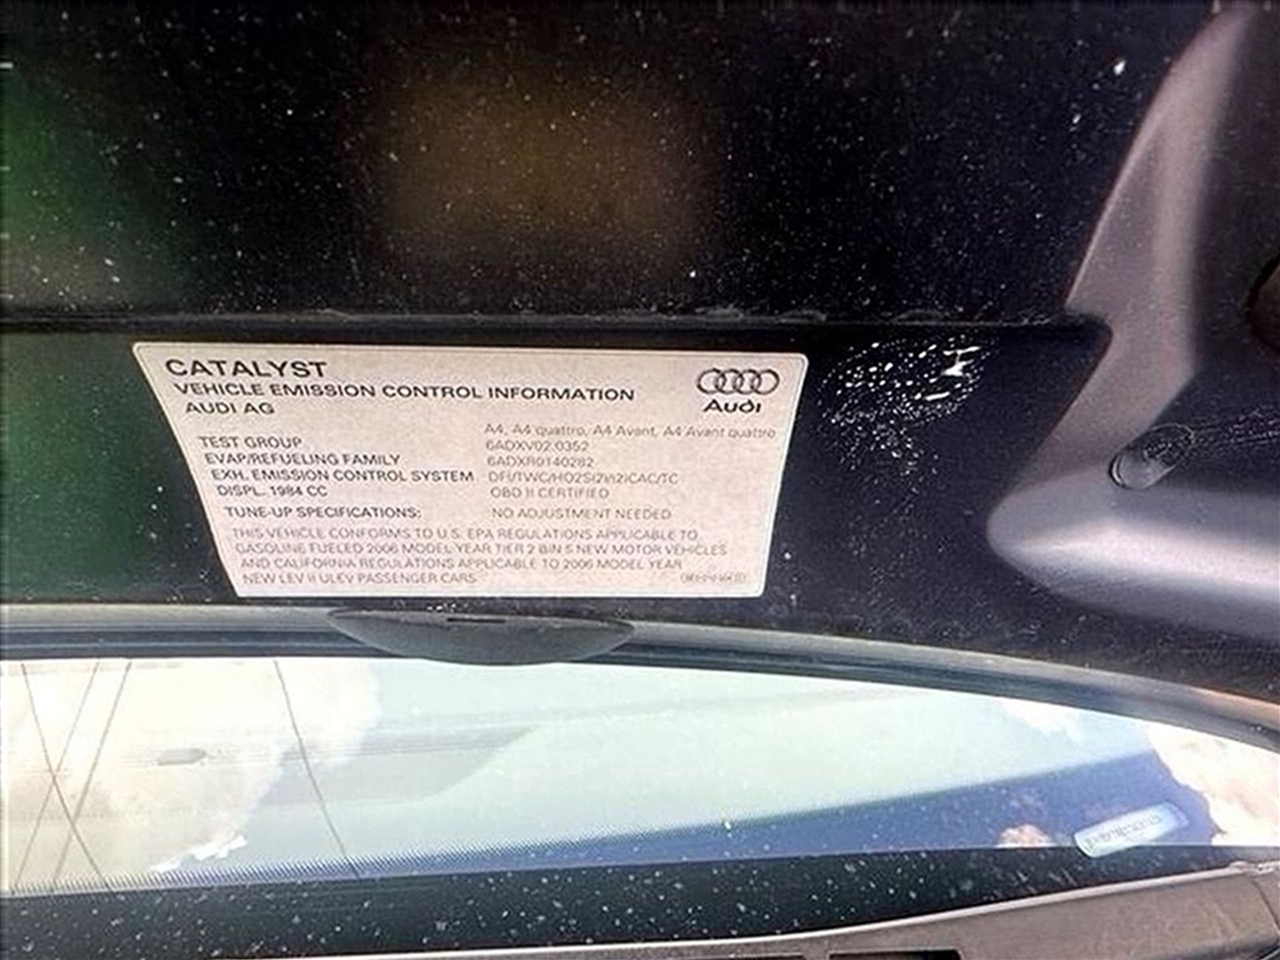 CATALYST
VEHICLE EMISSION CONTROL INFORMATION
AUDI AG
Audi
A4, A4 quattro, A4 Avant, A4 Avant quattro
TEST GROUP 6ADXV02.0352
EVAP/REFUELING FAMILY 6ADXR0140282
EXH. EMISSION CONTROL SYSTEM DFI/TWC/HO2S(2)/(2)CAC/TC
DISPL. 1984 CC OBD II CERTIFIED
TUNE-UP SPECIFICATIONS: NO ADJUSTMENT NEEDED
THIS VEHICLE CONFORMS TO U.S. EPA REGULATIONS APPLICABLE TO
GASOLINE FUELED 2006 MODEL YEAR TIER 2 BIN 5 NEW MOTOR VEHICLES
AND CALIFORNIA REGULATIONS APPLICABLE TO 2006 MODEL YEAR
NEW LEV II ULEV PASSENGER CARS